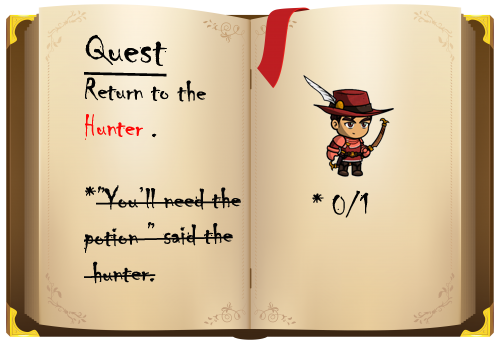 Quest
Return to the
Hunter .
*"You'll need the
potion " said the
hunter.
* 0/1